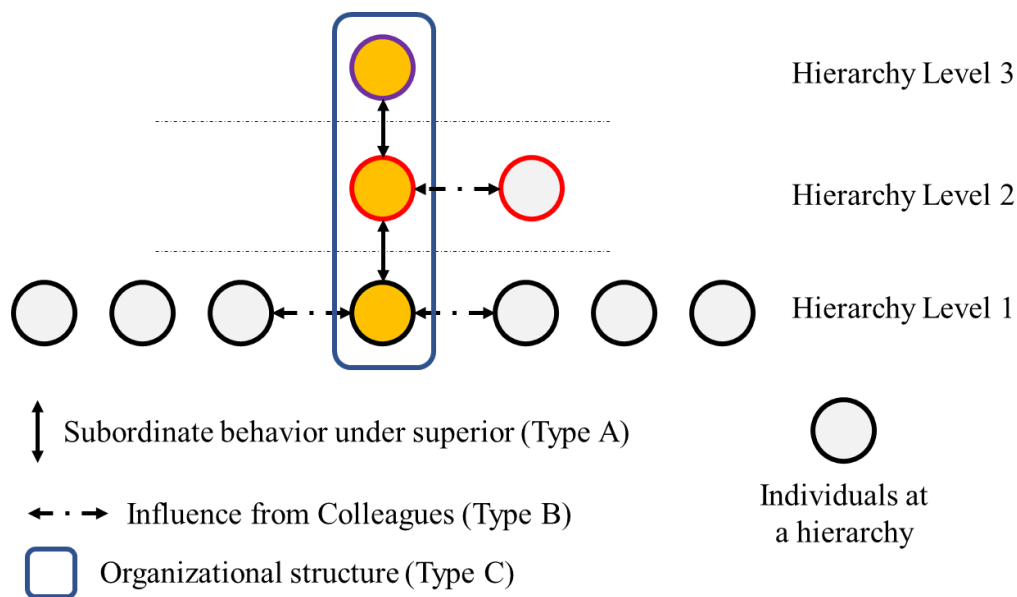 Hierarchy Level 3
Hierarchy Level 2
Hierarchy Level 1
Subordinate behavior under superior (Type A)
Influence from Colleagues (Type B)
Organizational structure (Type C)
Individuals at
a hierarchy